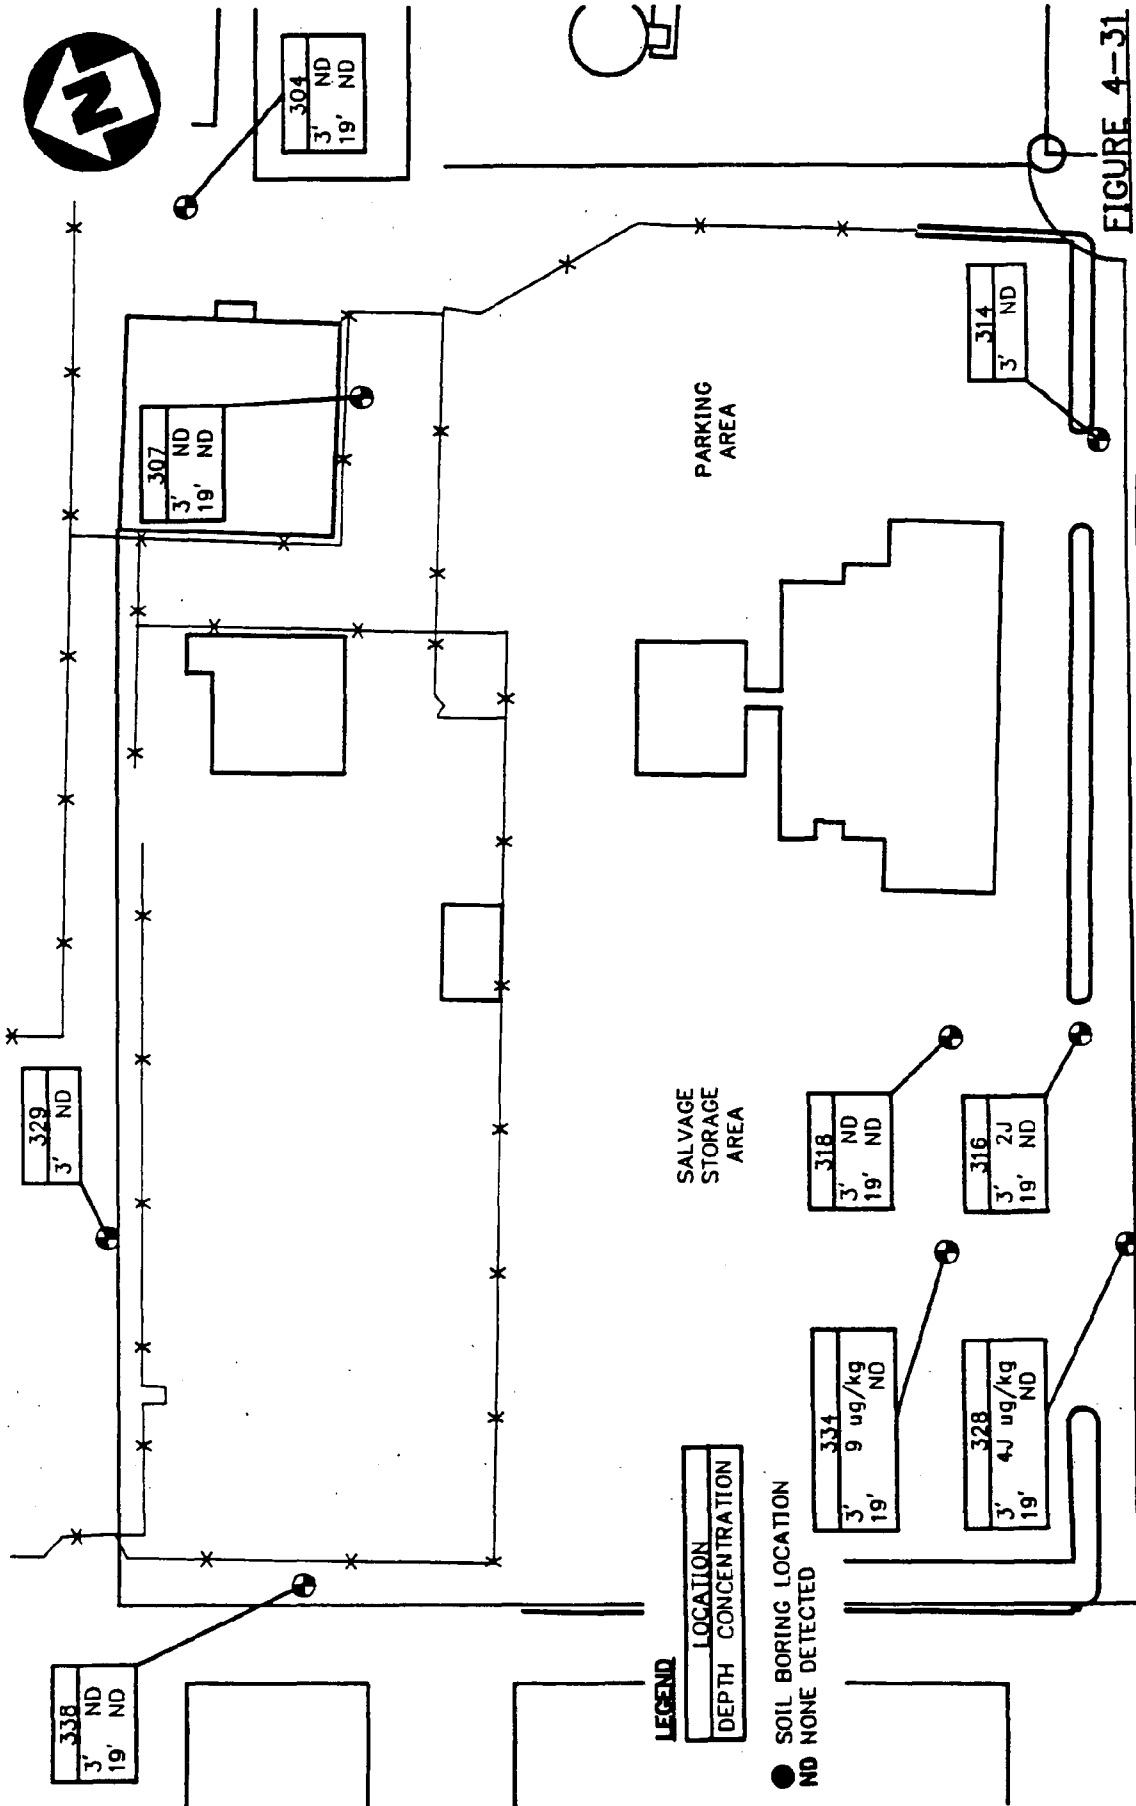 N
338
3' ND
19' ND
329
3' ND
307
3' ND
19' ND
304
3' ND
19' ND
LEGEND
LOCATION
DEPTH CONCENTRATION
SOIL BORING LOCATION
ND NONE DETECTED
SALVAGE
STORAGE
AREA
PARKING
AREA
334
3' 9 ug/kg
19' ND
318
3' ND
19' ND
328
3' 4J ug/kg
19' ND
316
3' 2J
19' ND
314
3' ND
FIGURE 4-31